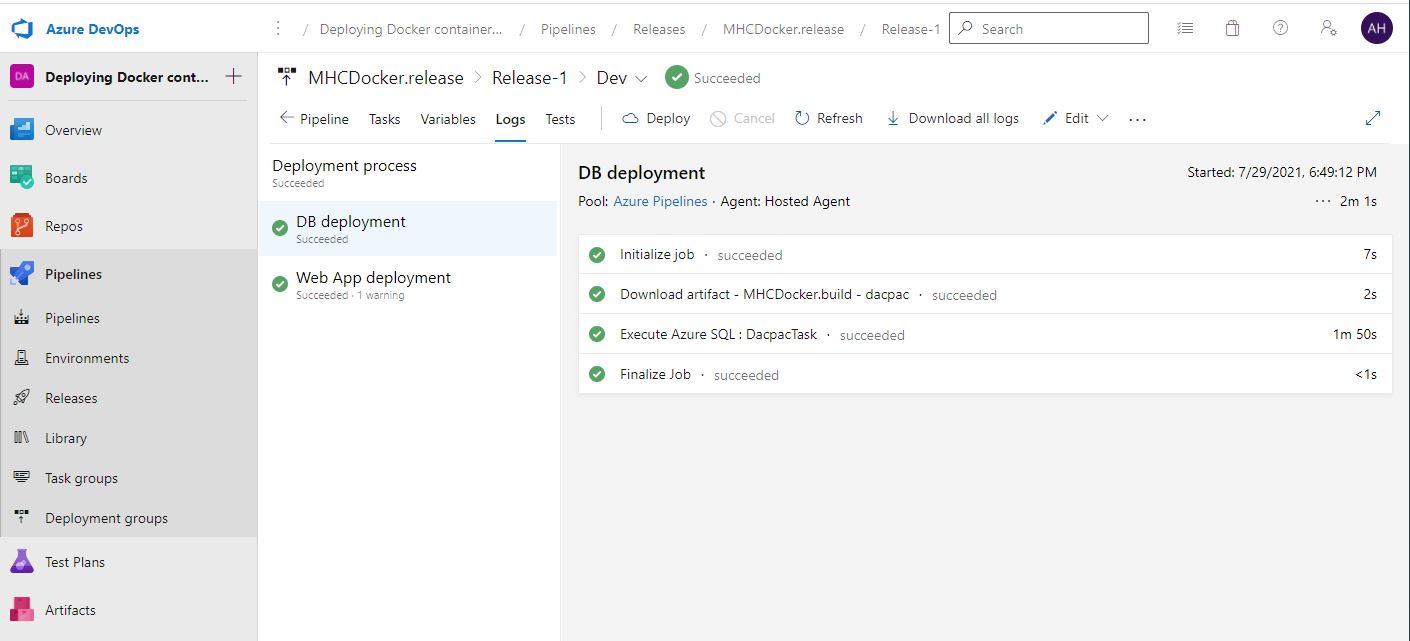 Azure DevOps
/ Deploying Docker container... / Pipelines / Releases / MHCDocker.release / Release-1
Search
AH
DA Deploying Docker cont...
Overview
Boards
Repos
Pipelines
Pipelines
Environments
Releases
Library
Task groups
Deployment groups
Test Plans
Artifacts
MHCDocker.release > Release-1 > Dev Succeeded
Pipeline Tasks Variables Logs Tests Deploy Cancel Refresh Download all logs Edit ...
Deployment process
Succeeded
DB deployment
Succeeded
Web App deployment
Succeeded · 1 warning
DB deployment
Started: 7/29/2021, 6:49:12 PM
Pool: Azure Pipelines · Agent: Hosted Agent
... 2m 1s
Initialize job · succeeded 7s
Download artifact - MHCDocker.build - dacpac · succeeded 2s
Execute Azure SQL : DacpacTask · succeeded 1m 50s
Finalize Job · succeeded <1s